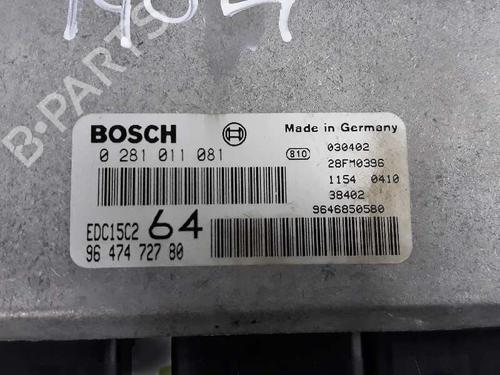 BOSCH
Made in Germany
0 281 011 081
810
030402
28FM0396
1154 0410
38402
9646850580
EDC15C2 64
96 474 727 80
B-PARTS